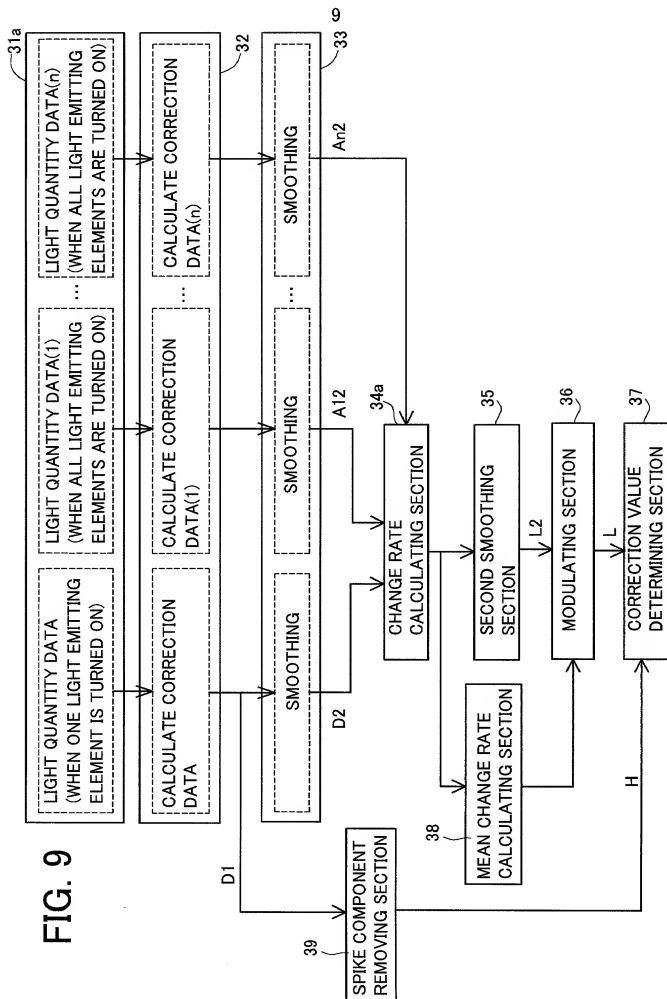 9
FIG. 9
31a
LIGHT QUANTITY DATA
(WHEN ONE LIGHT EMITTING
ELEMENT IS TURNED ON)
LIGHT QUANTITY DATA(1)
(WHEN ALL LIGHT EMITTING
ELEMENTS ARE TURNED ON)
...
LIGHT QUANTITY DATA(n)
(WHEN ALL LIGHT EMITTING
ELEMENTS ARE TURNED ON)
32
CALCULATE CORRECTION
DATA
CALCULATE CORRECTION
DATA(1)
...
CALCULATE CORRECTION
DATA(n)
33
D1
SMOOTHING
SMOOTHING
...
SMOOTHING
D2
A12
An2
34a
CHANGE RATE
CALCULATING SECTION
39
SPIKE COMPONENT
REMOVING SECTION
38
MEAN CHANGE RATE
CALCULATING SECTION
35
SECOND SMOOTHING
SECTION
L2
36
MODULATING SECTION
L
H
37
CORRECTION VALUE
DETERMINING SECTION